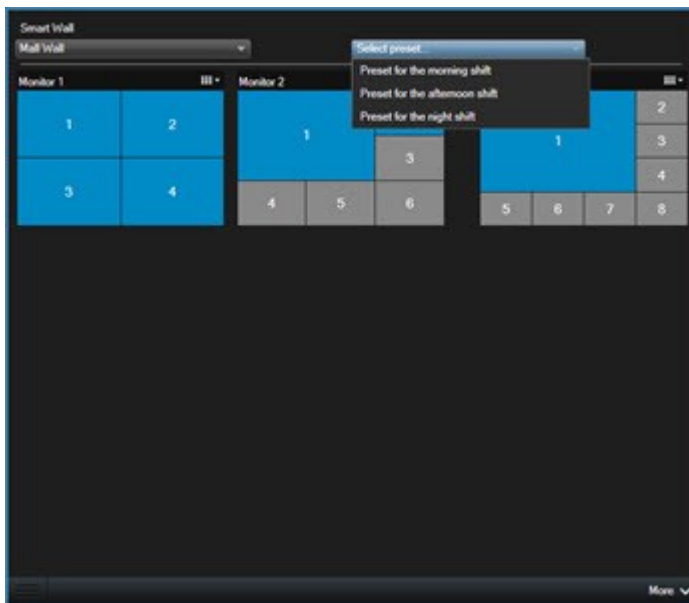 Smart Wall
Mall Wall
Select preset...
Preset for the morning shift
Preset for the afternoon shift
Preset for the night shift
Monitor 1
1
2
3
4
Monitor 2
1
3
4
5
6
1
2
3
4
5
6
7
8
More